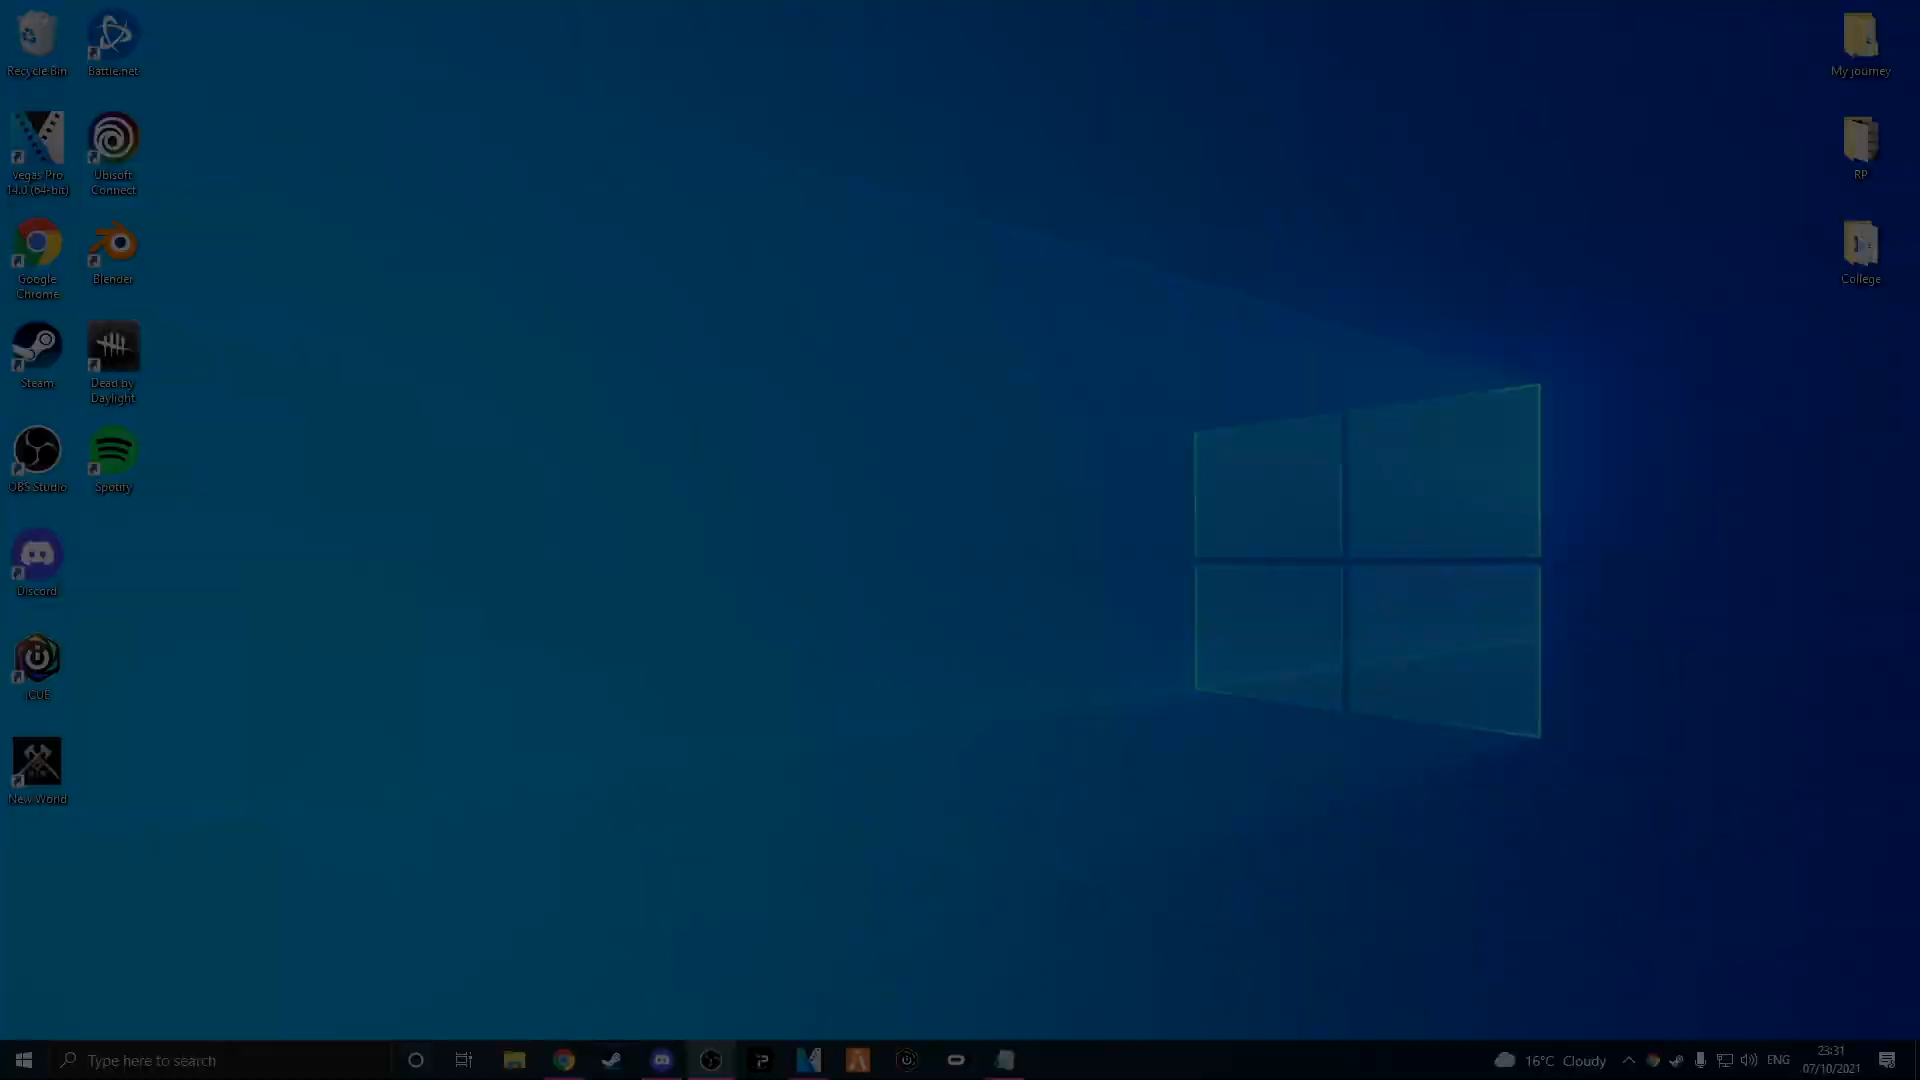 Recycle Bin
Battle.net
Vegas Pro
14.0 (64-bit)
Ubisoft
Connect
Google
Chrome
Blender
Steam
Dead by
Daylight
OBS Studio
Spotify
Discord
iCUE
New World
My journey
RP
College
Type here to search
16°C Cloudy
ENG
23:31
07/10/2021